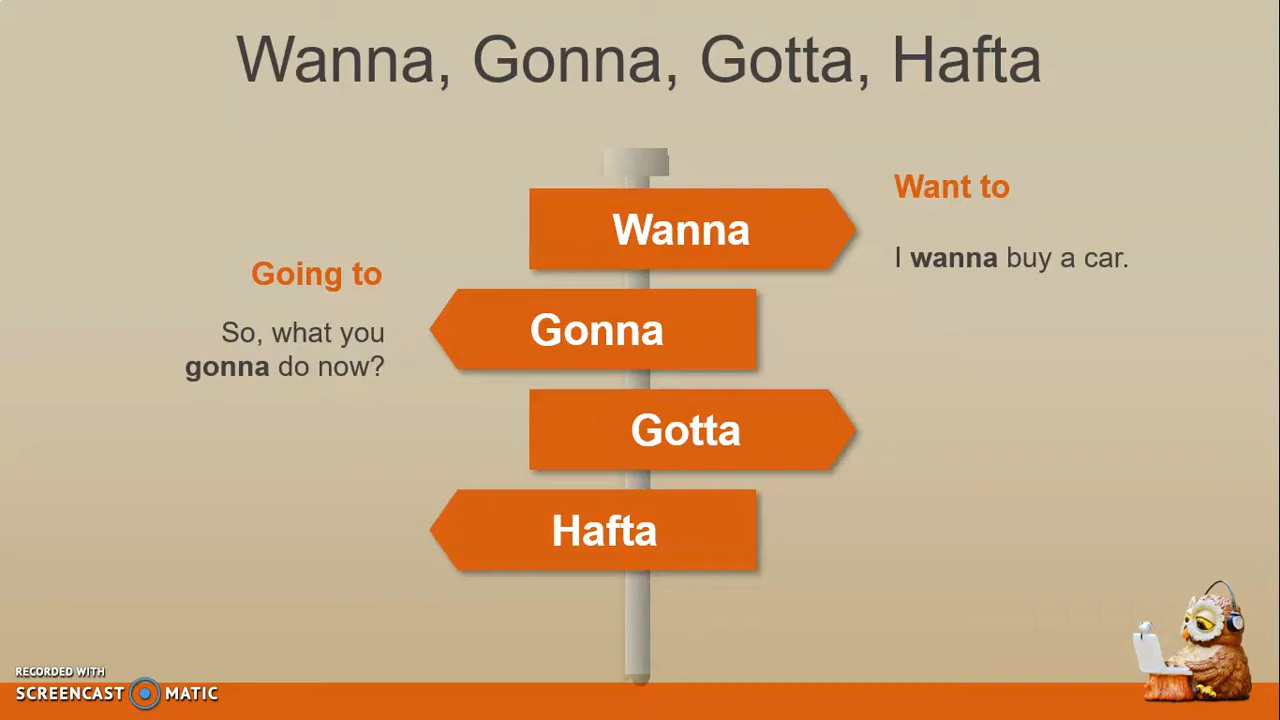 Wanna, Gonna, Gotta, Hafta
Wanna
Want to
I wanna buy a car.
Going to
So, what you
gonna do now?
Gonna
Gotta
Hafta
RECORDED WITH
SCREENCAST MATIC